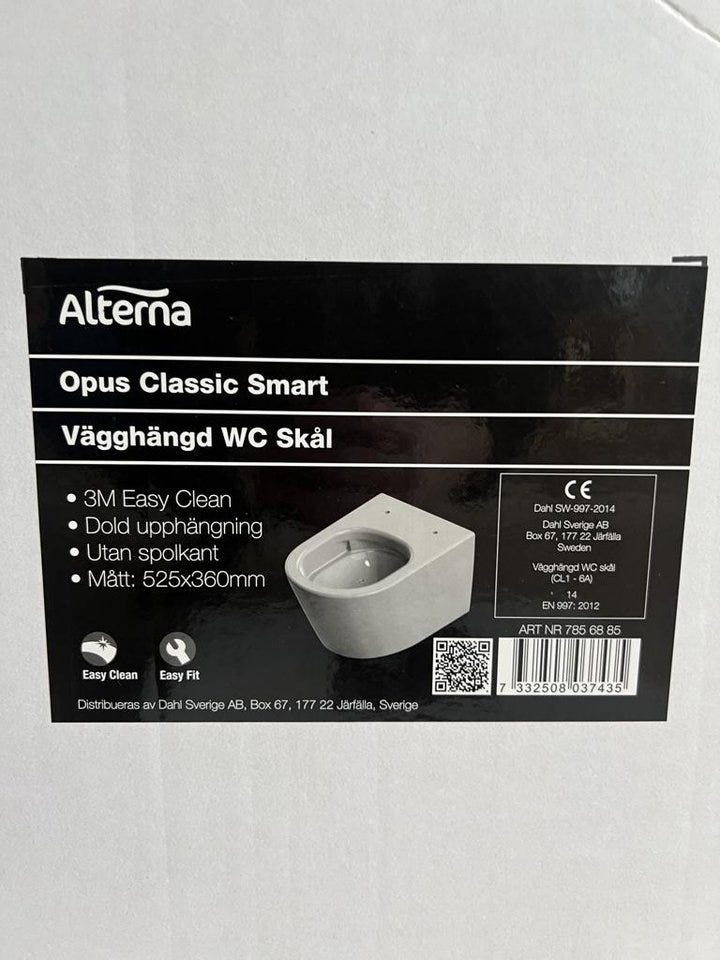 Alterna
Opus Classic Smart
Vägghängd WC Skål
• 3M Easy Clean
• Dold upphängning
• Utan spolkant
• Mått: 525x360mm
Easy Clean
Easy Fit
CE
Dahl SW-997-2014
Dahl Sverige AB
Box 67, 177 22 Järfälla
Sweden
Vägghängd WC skål
(CL1 - 6A)
14
EN 997: 2012
ART NR 785 68 85
7 332508 037435
Distribueras av Dahl Sverige AB, Box 67, 177 22 Järfälla, Sverige